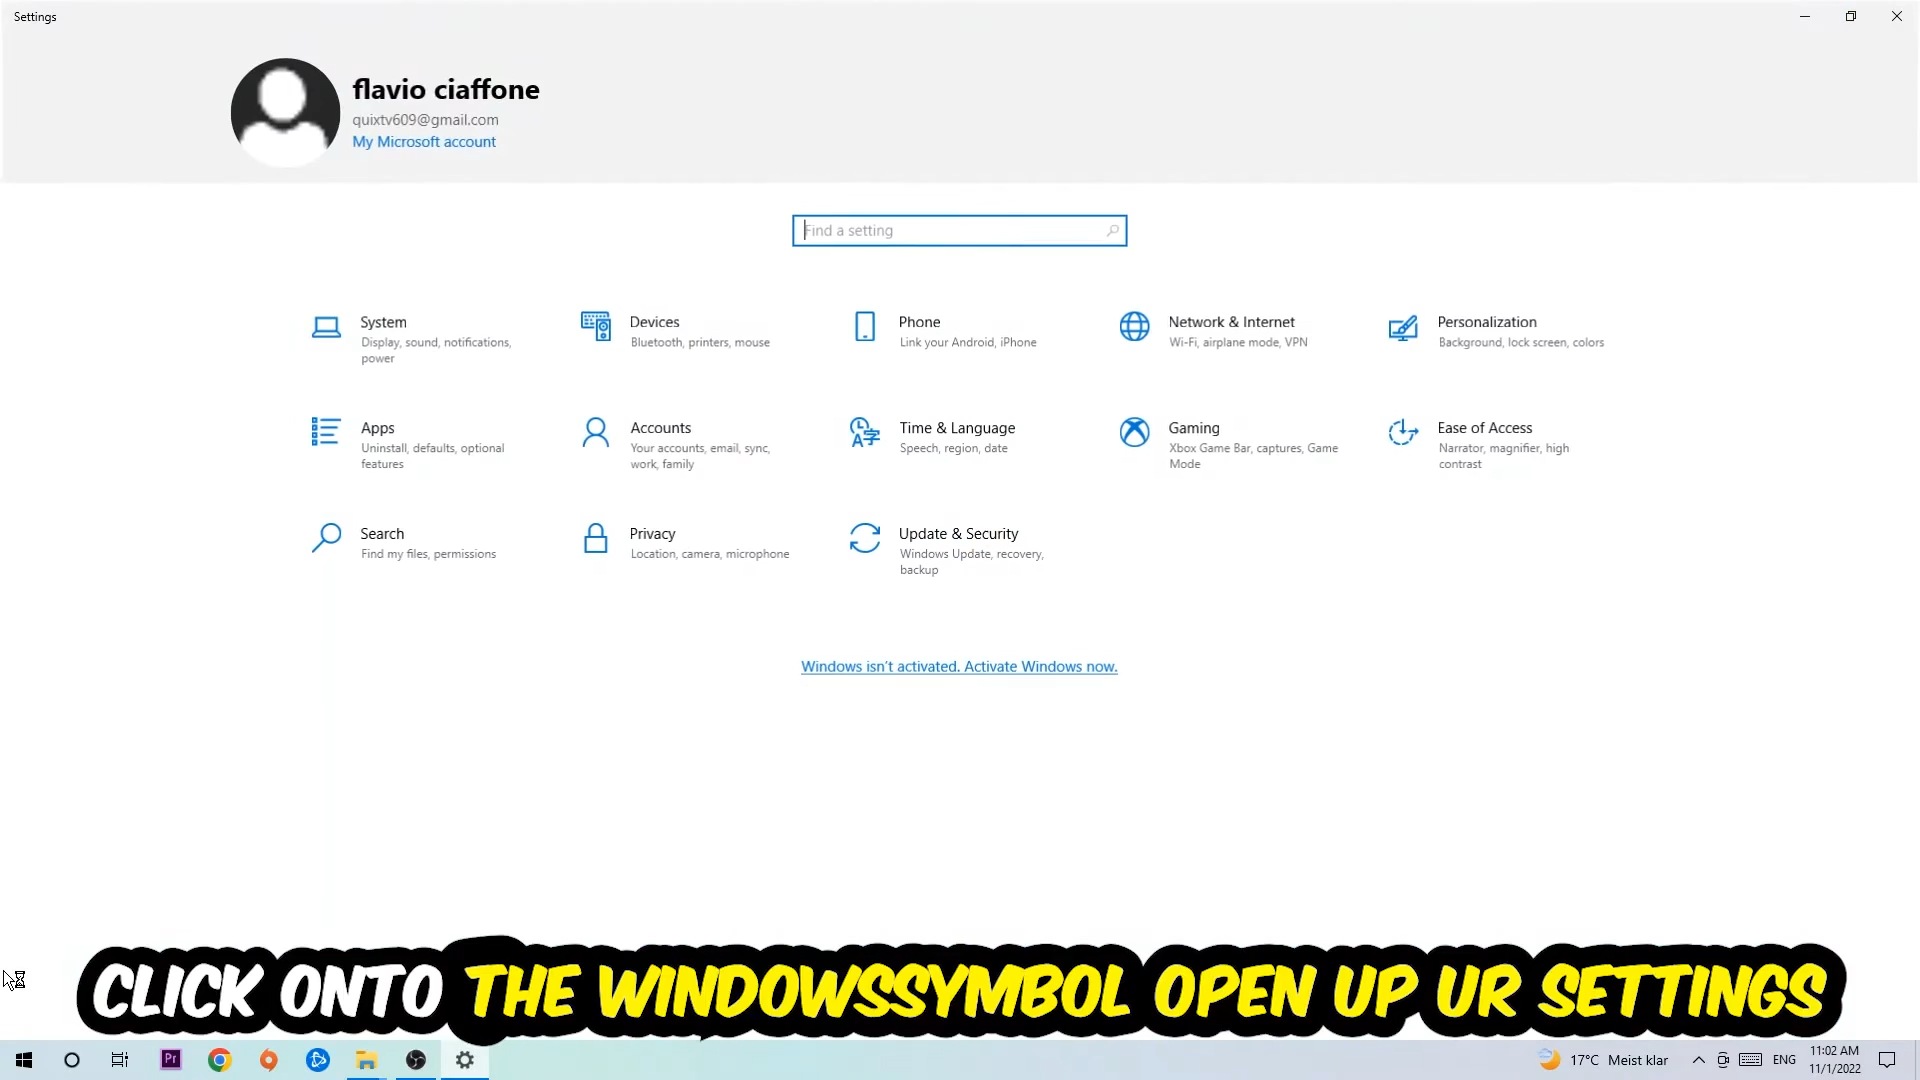 Settings
flavio ciaffone
quixtv609@gmail.com
My Microsoft account
Find a setting
System
Display, sound, notifications,
power
Devices
Bluetooth, printers, mouse
Phone
Link your Android, iPhone
Network & Internet
Wi-Fi, airplane mode, VPN
Personalization
Background, lock screen, colors
Apps
Uninstall, defaults, optional
features
Accounts
Your accounts, email, sync,
work, family
Time & Language
Speech, region, date
Gaming
Xbox Game Bar, captures, Game
Mode
Ease of Access
Narrator, magnifier, high
contrast
Search
Find my files, permissions
Privacy
Location, camera, microphone
Update & Security
Windows Update, recovery,
backup
Windows isn't activated. Activate Windows now.
CLICK ONTO THE WINDOWSSYMBOL OPEN UP UR SETTINGS
Pr
17°C Meist klar
ENG
11:02 AM
11/1/2022